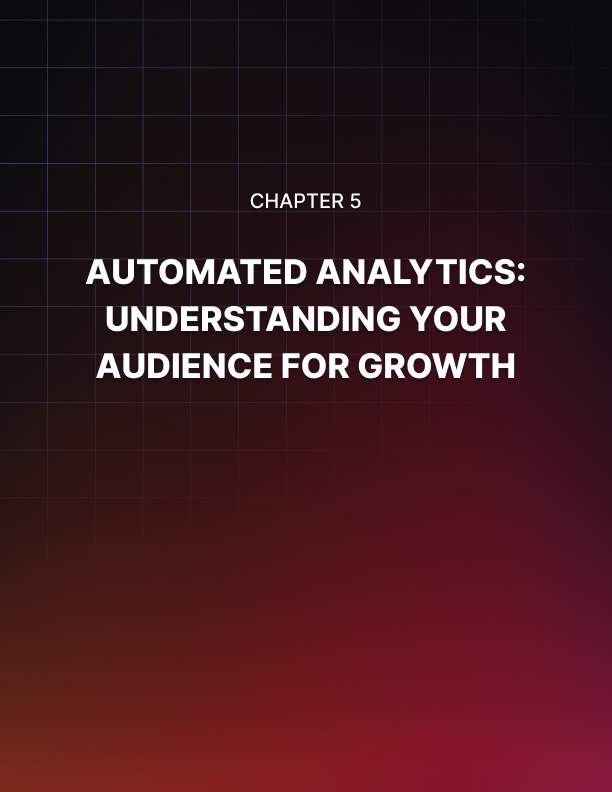 CHAPTER 5
AUTOMATED ANALYTICS:
UNDERSTANDING YOUR
AUDIENCE FOR GROWTH